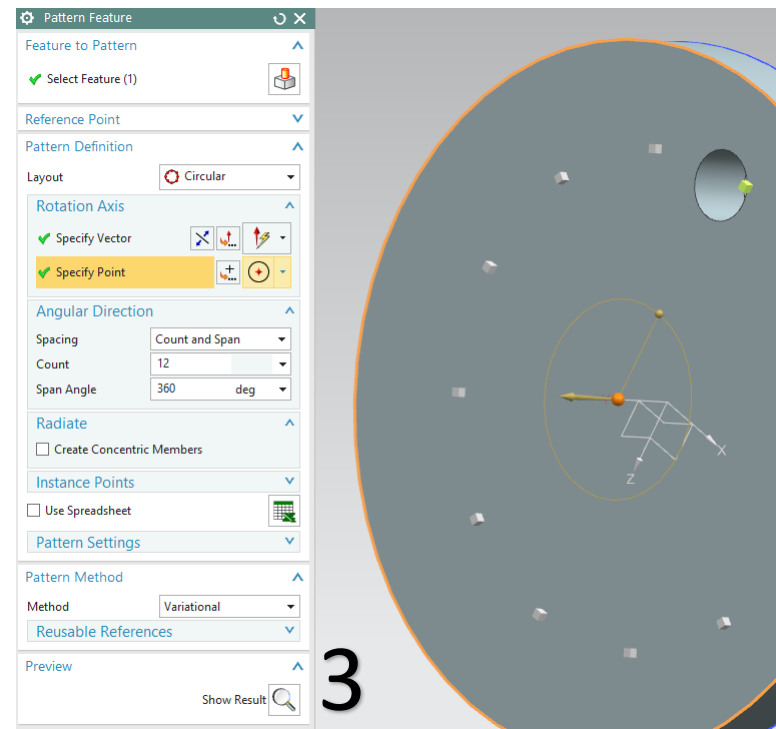 Pattern Feature
Feature to Pattern
Select Feature (1)
Reference Point
Pattern Definition
Layout Circular
Rotation Axis
Specify Vector
Specify Point
Angular Direction
Spacing Count and Span
Count 12
Span Angle 360 deg
Radiate
Create Concentric Members
Instance Points
Use Spreadsheet
Pattern Settings
Pattern Method
Method Variational
Reusable References
Preview
Show Result
3
X
Z